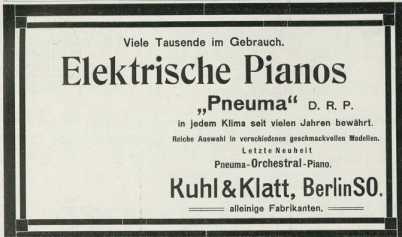 Viele Tausende im Gebrauch.
Elektrische Pianos
„Pneuma“ D. R. P.
in jedem Klima seit vielen Jahren bewährt.
Reiche Auswahl in verschiedenen geschmackvollen Modellen.
Letzte Neuheit
Pneuma-Orchestral-Piano.
Kuhl & Klatt, Berlin SO.
alleinige Fabrikanten.